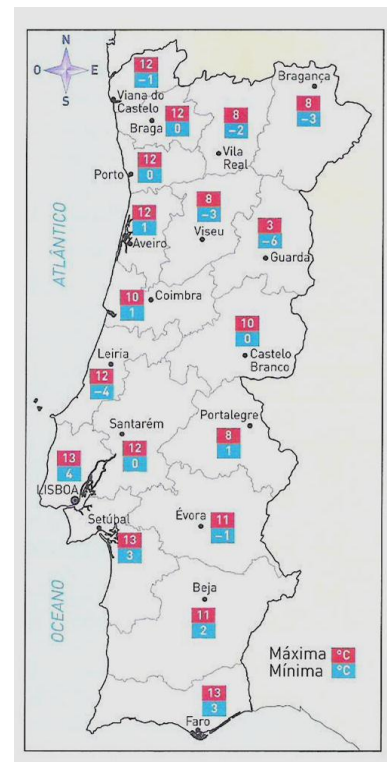 N
O E
S
12
-1
Viana do
Castelo
Bragança
8
-3
12
0
Braga
8
-2
Vila
Real
12
0
Porto
8
-3
Viseu
12
1
Aveiro
3
-6
Guarda
ATLÂNTICO
10
1
Coimbra
10
0
Castelo
Branco
Leiria
12
-4
Santarém
12
0
Portalegre
8
1
13
4
LISBOA
Setúbal
13
3
Évora
11
-1
Beja
11
2
OCEANO
Máxima °C
Mínima °C
13
3
Faro